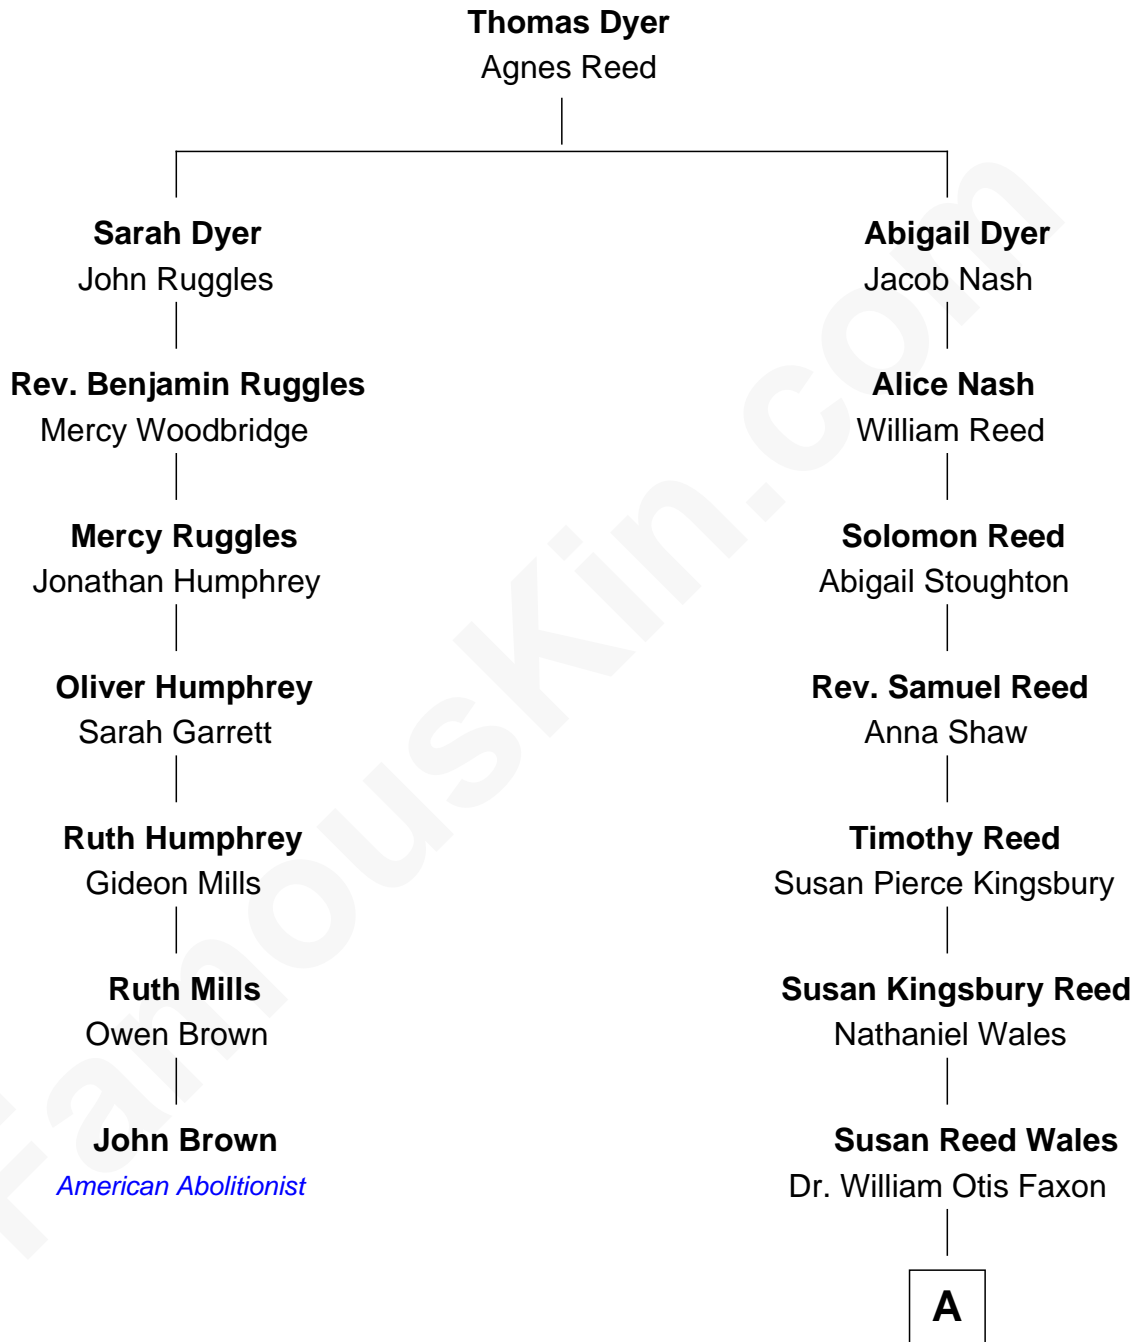 Thomas Dyer
Agnes Reed
Sarah Dyer
John Ruggles
Abigail Dyer
Jacob Nash
Rev. Benjamin Ruggles
Mercy Woodbridge
Alice Nash
William Reed
Mercy Ruggles
Jonathan Humphrey
Solomon Reed
Abigail Stoughton
Oliver Humphrey
Sarah Garrett
Rev. Samuel Reed
Anna Shaw
Ruth Humphrey
Gideon Mills
Timothy Reed
Susan Pierce Kingsbury
Ruth Mills
Owen Brown
Susan Kingsbury Reed
Nathaniel Wales
John Brown
American Abolitionist
Susan Reed Wales
Dr. William Otis Faxon
A
FamousKin.com